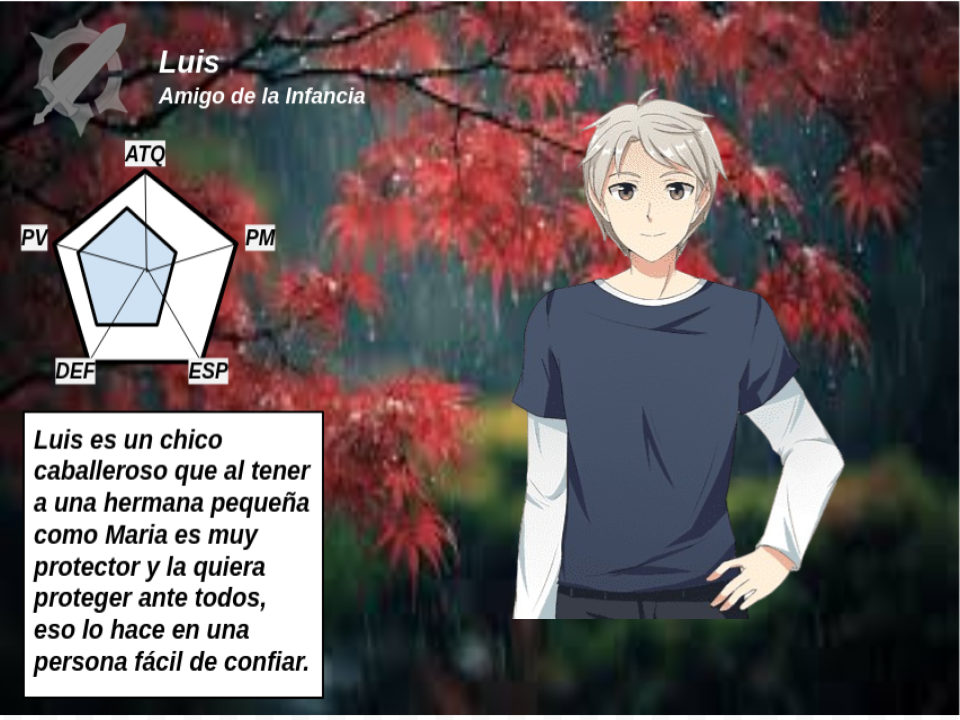 Luis
Amigo de la Infancia
ATQ
PV
PM
DEF
ESP
Luis es un chico
caballeroso que al tener
a una hermana pequeña
como Maria es muy
protector y la quiera
proteger ante todos,
eso lo hace en una
persona fácil de confiar.